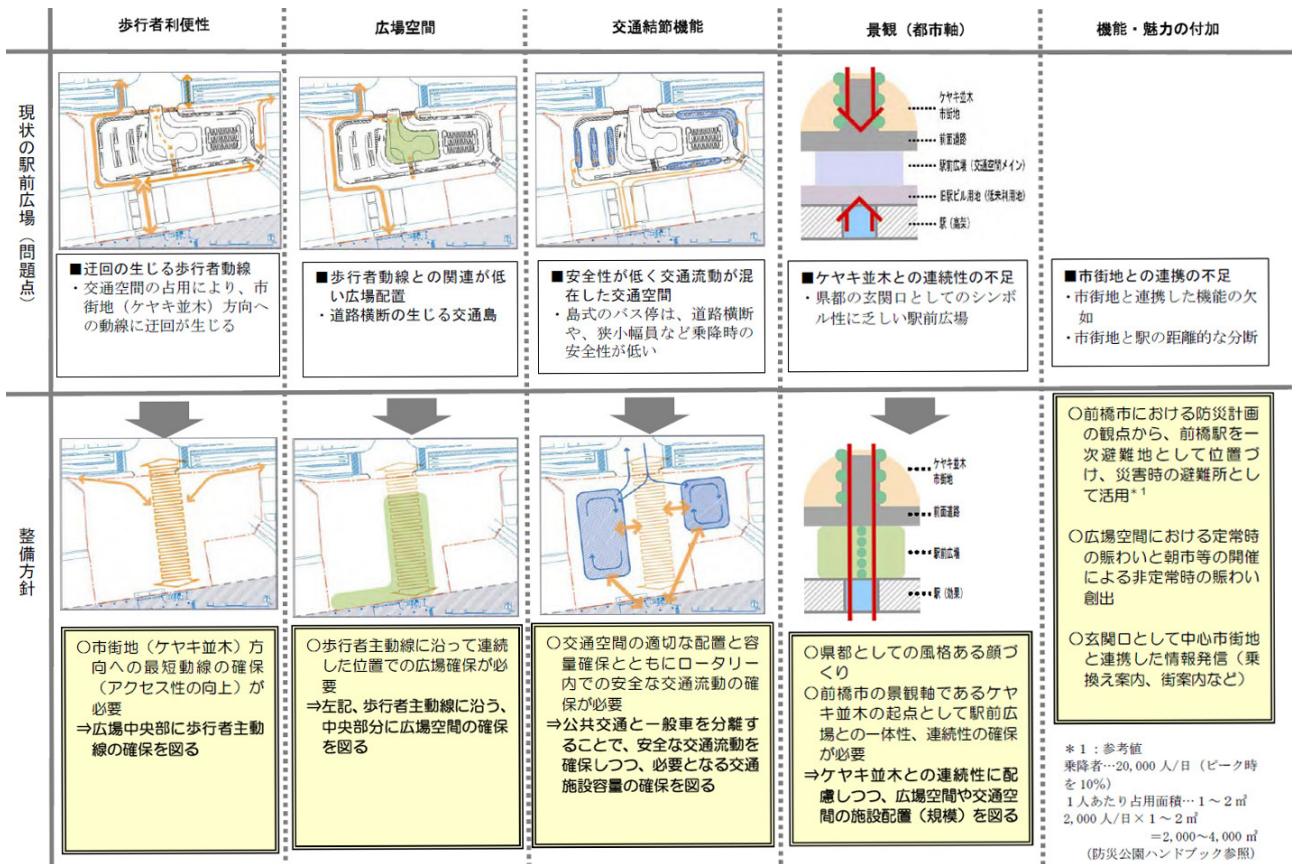 歩行者利便性
広場空間
交通結節機能
景観（都市軸）
機能・魅力の付加
現状の駅前広場（問題点）
ケヤキ並木
市街地
前面道路
駅前広場（交通空間メイン）
旧駅ビル用地（低未利用地）
駅（高架）
■迂回の生じる歩行者動線
・交通空間の占用により、市
街地（ケヤキ並木）方向へ
の動線に迂回が生じる
■歩行者動線との関連が低
い広場配置
・道路横断の生じる交通島
■安全性が低く交通流動が混
在した交通空間
・島式のバス停は、道路横断
や、狭小幅員など乗降時の
安全性が低い
■ケヤキ並木との連続性の不足
・県都の玄関口としてのシンボ
ル性に乏しい駅前広場
■市街地との連携の不足
・市街地と連携した機能の欠
如
・市街地と駅の距離的な分断
整備方針
ケヤキ並木
市街地
前面道路
駅前広場
駅（効果）
○市街地（ケヤキ並木）方
向への最短動線の確保
（アクセス性の向上）が
必要
⇒広場中央部に歩行者主動
線の確保を図る
○歩行者主動線に沿って連続
した位置での広場確保が必
要
⇒左記、歩行者主動線に沿う、
中央部分に広場空間の確保
を図る
○交通空間の適切な配置と容
量確保とともにロータリー
内での安全な交通流動の確
保が必要
⇒公共交通と一般車を分離す
ることで、安全な交通流動を
確保しつつ、必要となる交通
施設容量の確保を図る
○県都としての風格ある顔づ
くり
○前橋市の景観軸であるケヤ
キ並木の起点として駅前広
場との一体性、連続性の確保
が必要
⇒ケヤキ並木との連続性に配
慮しつつ、広場空間や交通空
間の施設配置（規模）を図る
○前橋市における防災計画
の観点から、前橋駅を一
次避難地として位置づ
け、災害時の避難所とし
て活用*1
○広場空間における定常時
の賑わいと朝市等の開催
による非定常時の賑わい
創出
○玄関口として中心市街地
と連携した情報発信（乗
換え案内、街案内など）
＊１：参考値
乗降者…20,000 人/日（ピーク時
を 10%）
１人あたり占用面積…１～２㎡
2,000 人/日×１～２㎡
＝2,000～4,000 ㎡
（防災公園ハンドブック参照）